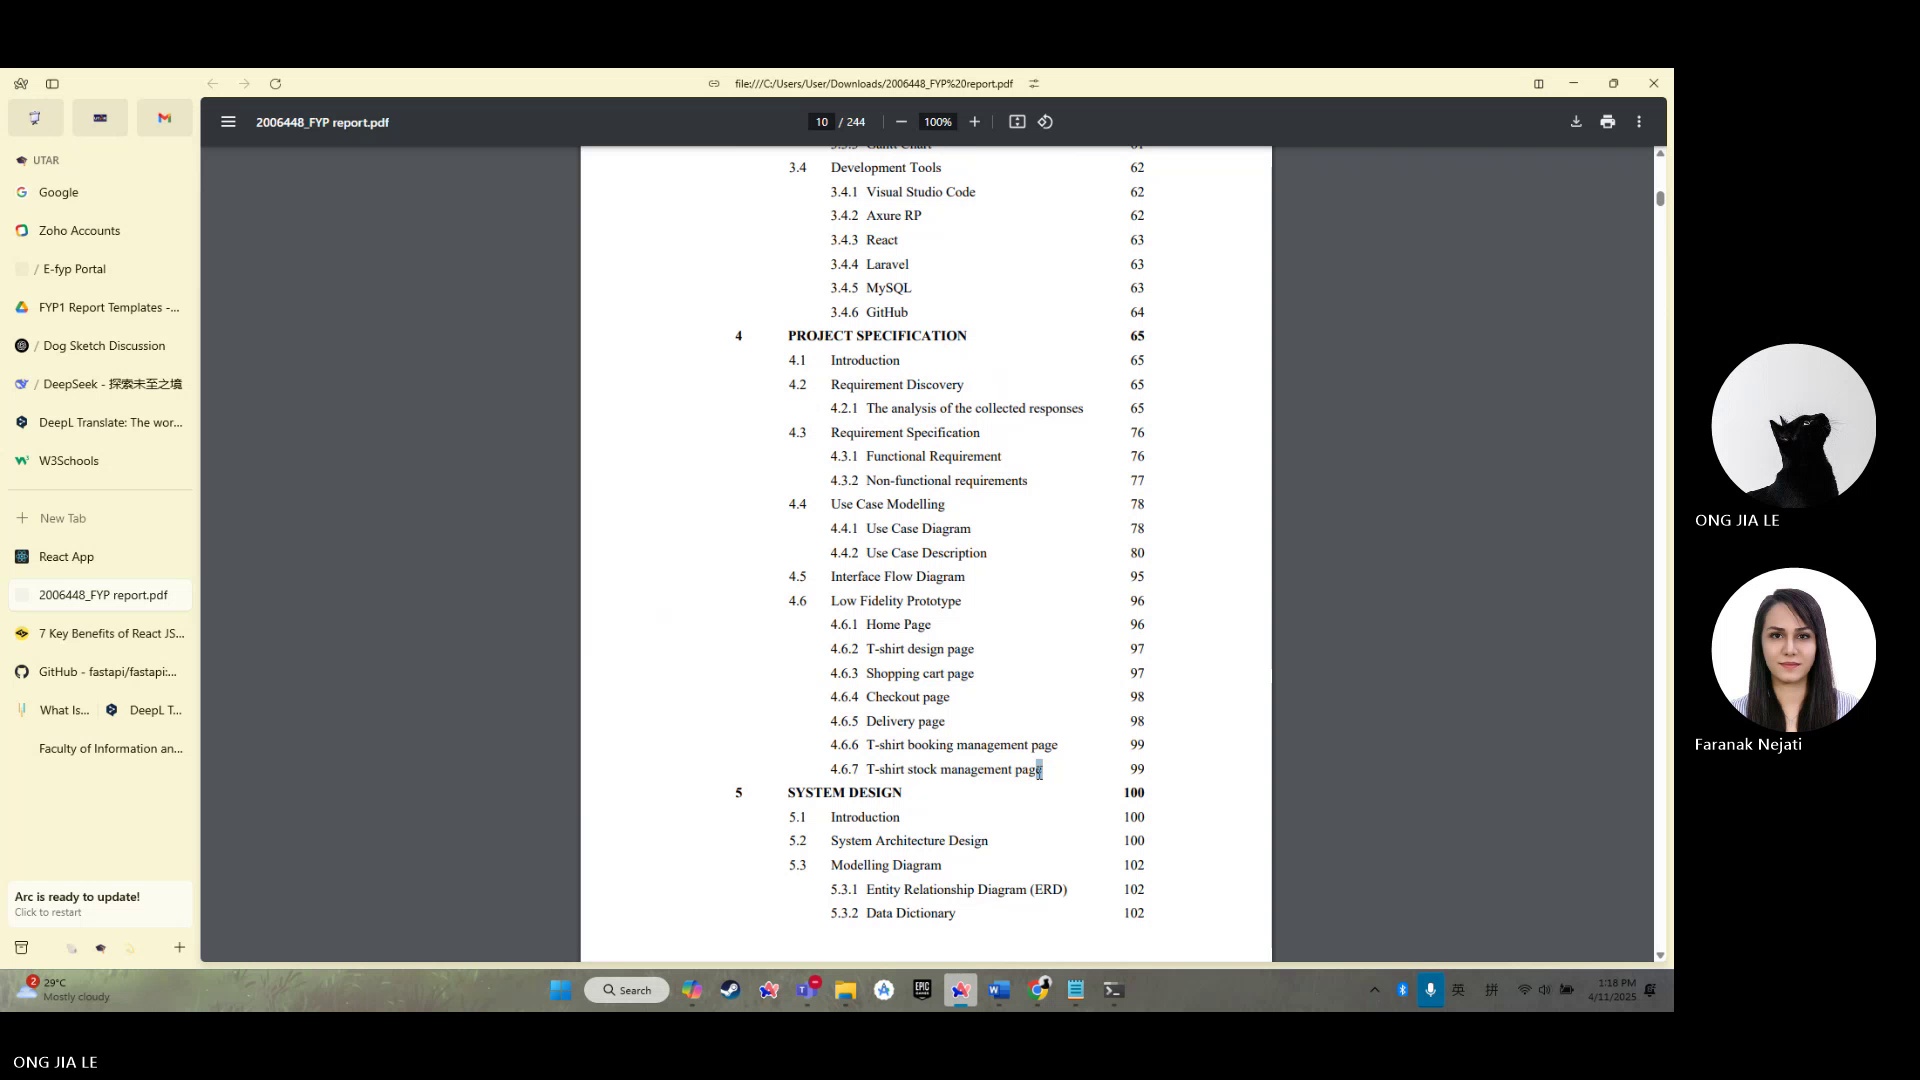 file:///C:/Users/User/Downloads/2006448_FYP%20report.pdf
2006448_FYP report.pdf
10 / 244
100%
UTAR
Google
Zoho Accounts
/ E-fyp Portal
FYP1 Report Templates -...
/ Dog Sketch Discussion
/ DeepSeek - 探索未至之境
DeepL Translate: The wor...
W3Schools
New Tab
React App
2006448_FYP report.pdf
7 Key Benefits of React JS...
GitHub - fastapi/fastapi:...
What Is... DeepL T...
Faculty of Information an...
Arc is ready to update!
Click to restart
3.3.3 Gantt Chart 61
3.4 Development Tools 62
3.4.1 Visual Studio Code 62
3.4.2 Axure RP 62
3.4.3 React 63
3.4.4 Laravel 63
3.4.5 MySQL 63
3.4.6 GitHub 64
4 PROJECT SPECIFICATION 65
4.1 Introduction 65
4.2 Requirement Discovery 65
4.2.1 The analysis of the collected responses 65
4.3 Requirement Specification 76
4.3.1 Functional Requirement 76
4.3.2 Non-functional requirements 77
4.4 Use Case Modelling 78
4.4.1 Use Case Diagram 78
4.4.2 Use Case Description 80
4.5 Interface Flow Diagram 95
4.6 Low Fidelity Prototype 96
4.6.1 Home Page 96
4.6.2 T-shirt design page 97
4.6.3 Shopping cart page 97
4.6.4 Checkout page 98
4.6.5 Delivery page 98
4.6.6 T-shirt booking management page 99
4.6.7 T-shirt stock management page 99
5 SYSTEM DESIGN 100
5.1 Introduction 100
5.2 System Architecture Design 100
5.3 Modelling Diagram 102
5.3.1 Entity Relationship Diagram (ERD) 102
5.3.2 Data Dictionary 102
ONG JIA LE
Faranak Nejati
2
29°C
Mostly cloudy
Search
EPIC
英
拼
1:18 PM
4/11/2025
ONG JIA LE